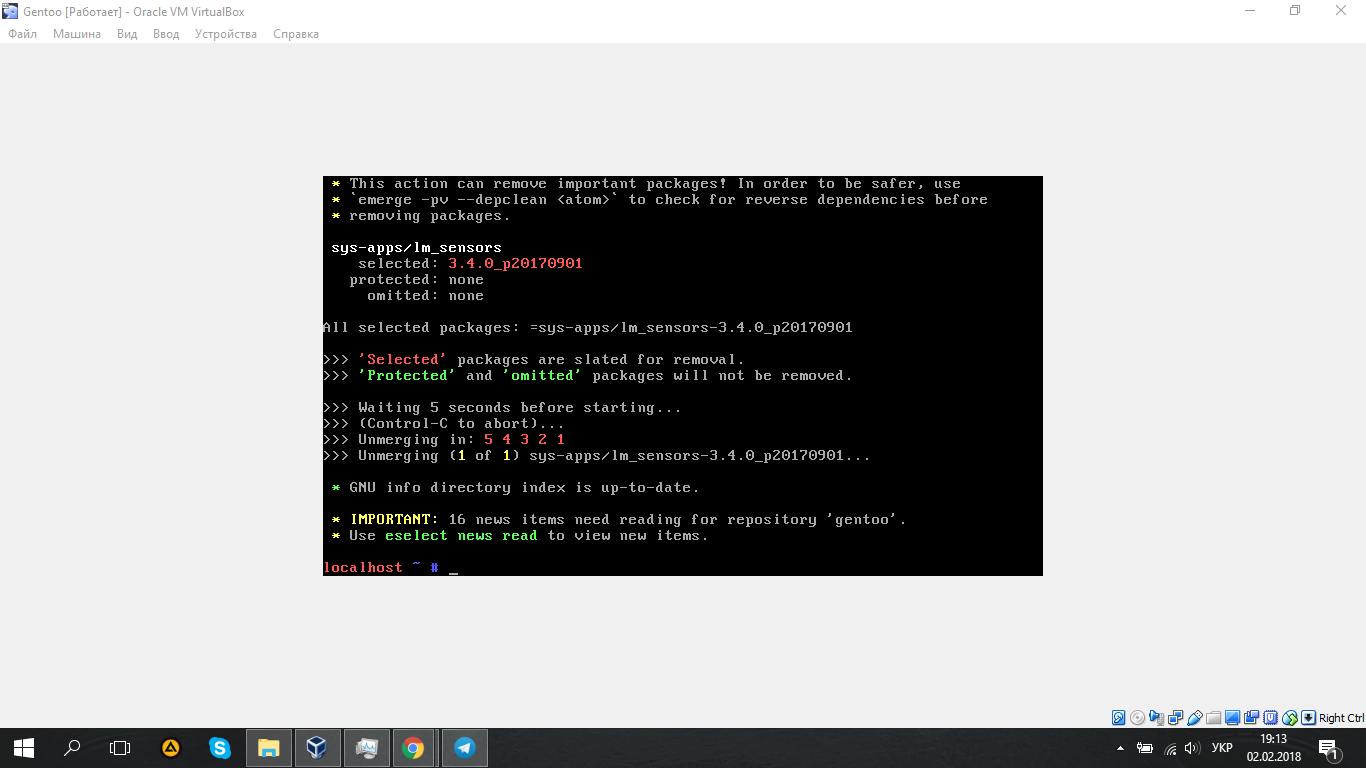 Gentoo [Работает] - Oracle VM VirtualBox
Файл Машина Вид Ввод Устройства Справка
* This action can remove important packages! In order to be safer, use
* `emerge -pv --depclean <atom>` to check for reverse dependencies before
* removing packages.
sys-apps/lm_sensors
selected: 3.4.0_p20170901
protected: none
omitted: none
All selected packages: =sys-apps/lm_sensors-3.4.0_p20170901
>>> 'Selected' packages are slated for removal.
>>> 'Protected' and 'omitted' packages will not be removed.
>>> Waiting 5 seconds before starting...
>>> (Control-C to abort)...
>>> Unmerging in: 5 4 3 2 1
>>> Unmerging (1 of 1) sys-apps/lm_sensors-3.4.0_p20170901...
* GNU info directory index is up-to-date.
* IMPORTANT: 16 news items need reading for repository 'gentoo'.
* Use eselect news read to view new items.
localhost ~ # _
Right Ctrl
УКР
19:13
02.02.2018
1